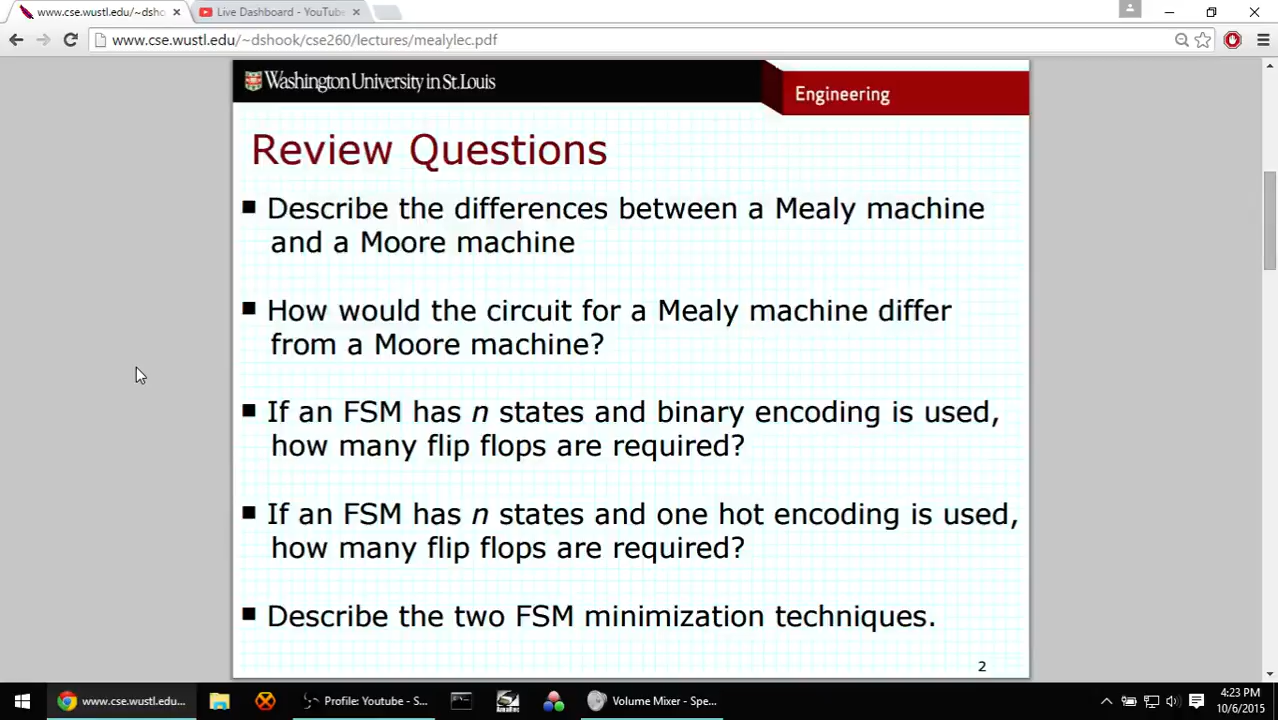 www.cse.wustl.edu/~dsho
Live Dashboard - YouTub
www.cse.wustl.edu/~dshook/cse260/lectures/mealylec.pdf
Washington University in St.Louis
Engineering
Review Questions
Describe the differences between a Mealy machine
and a Moore machine
How would the circuit for a Mealy machine differ
from a Moore machine?
If an FSM has n states and binary encoding is used,
how many flip flops are required?
If an FSM has n states and one hot encoding is used,
how many flip flops are required?
Describe the two FSM minimization techniques.
2
www.cse.wustl.edu...
Profile: Youtube - S...
Volume Mixer - Spe...
4:23 PM
10/6/2015